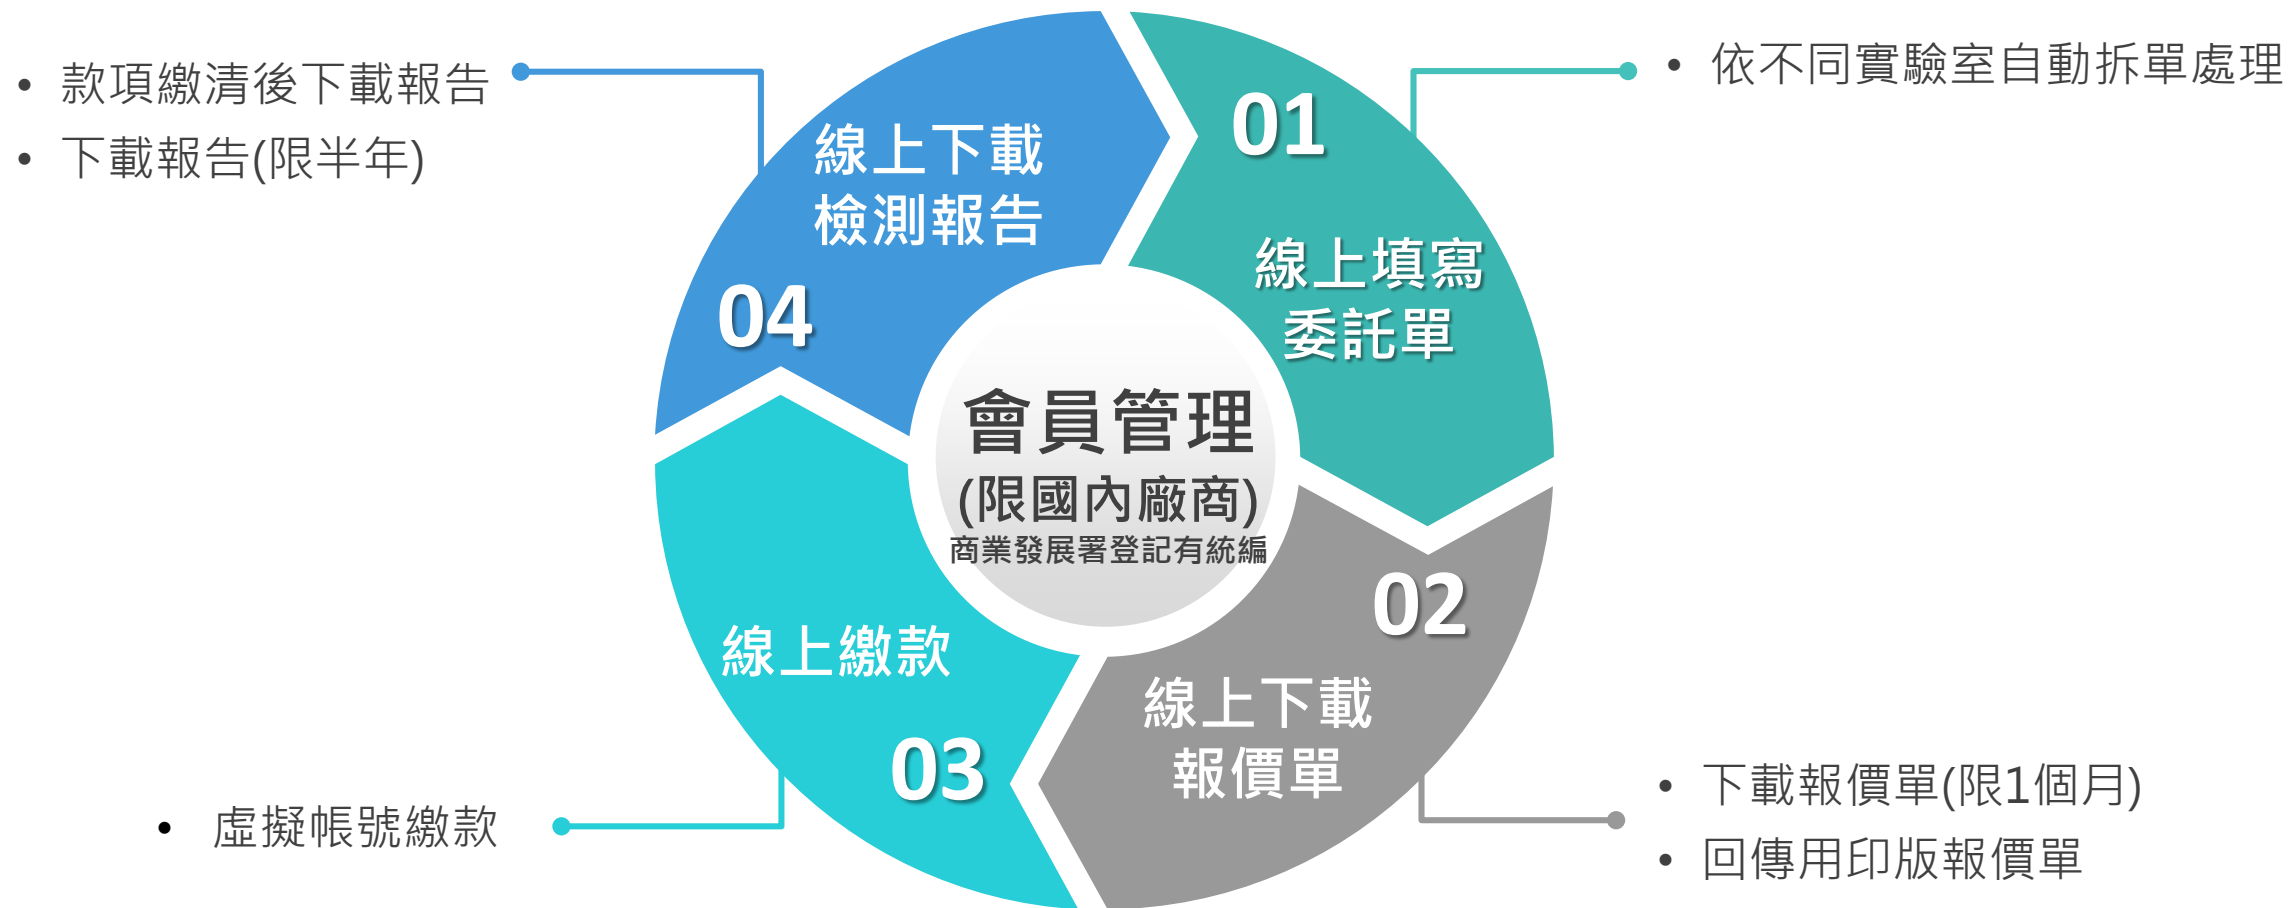 01
線上填寫
委託單
• 依不同實驗室自動拆單處理
02
線上下載
報價單
• 下載報價單(限1個月)
• 回傳用印版報價單
03
線上繳款
• 虛擬帳號繳款
04
線上下載
檢測報告
• 款項繳清後下載報告
• 下載報告(限半年)
會員管理
(限國內廠商)
商業發展署登記有統編